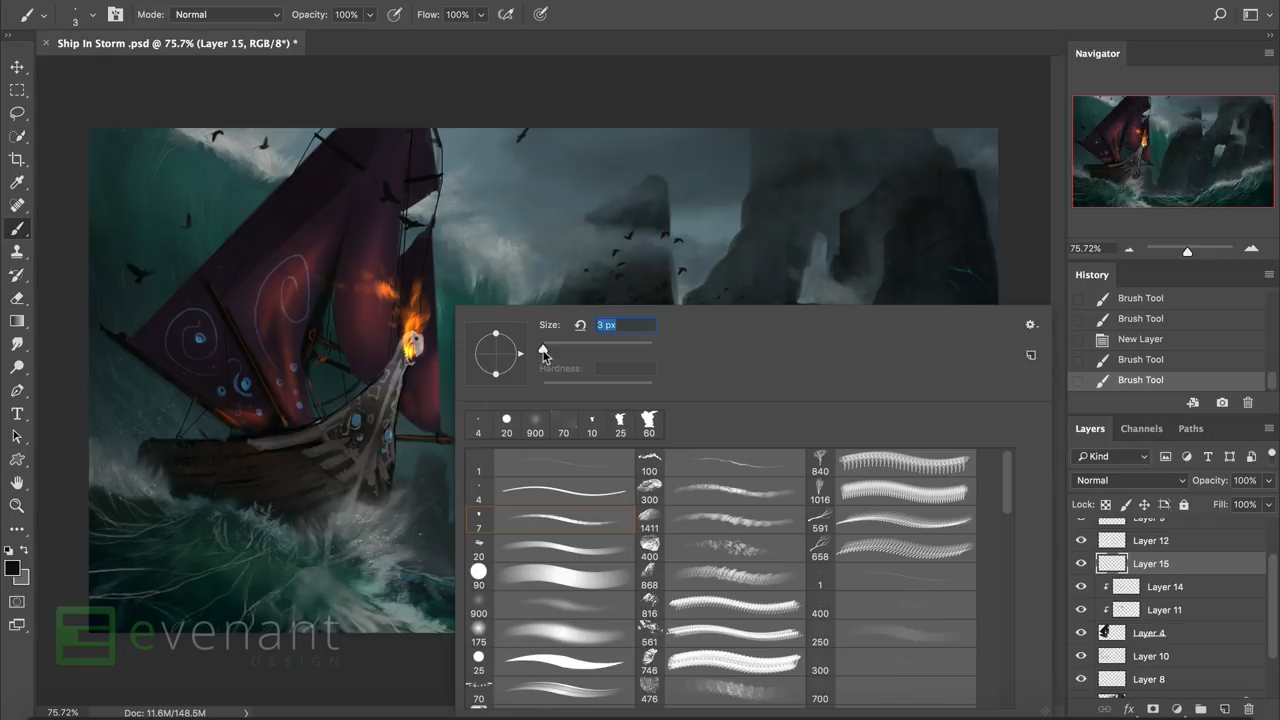 3
Mode: Normal
Opacity: 100%
Flow: 100%
Ship In Storm .psd @ 75.7% (Layer 15, RGB/8*) *
Navigator
75.72%
History
Brush Tool
Brush Tool
New Layer
Brush Tool
Brush Tool
Size:
3 px
Hardness:
4 20 900 70 10 25 60
1 100 840
4 300 1016
7 1411 591
20 400 658
90 868 1
900 816 400
175 561 250
25 746 300
70 476 700
Layers Channels Paths
Kind
Normal
Opacity: 100%
Lock:
Fill: 100%
Layer 12
Layer 15
Layer 14
Layer 11
Layer 4
Layer 10
Layer 8
evenant
DESIGN
75.72%
Doc: 11.6M/148.5M